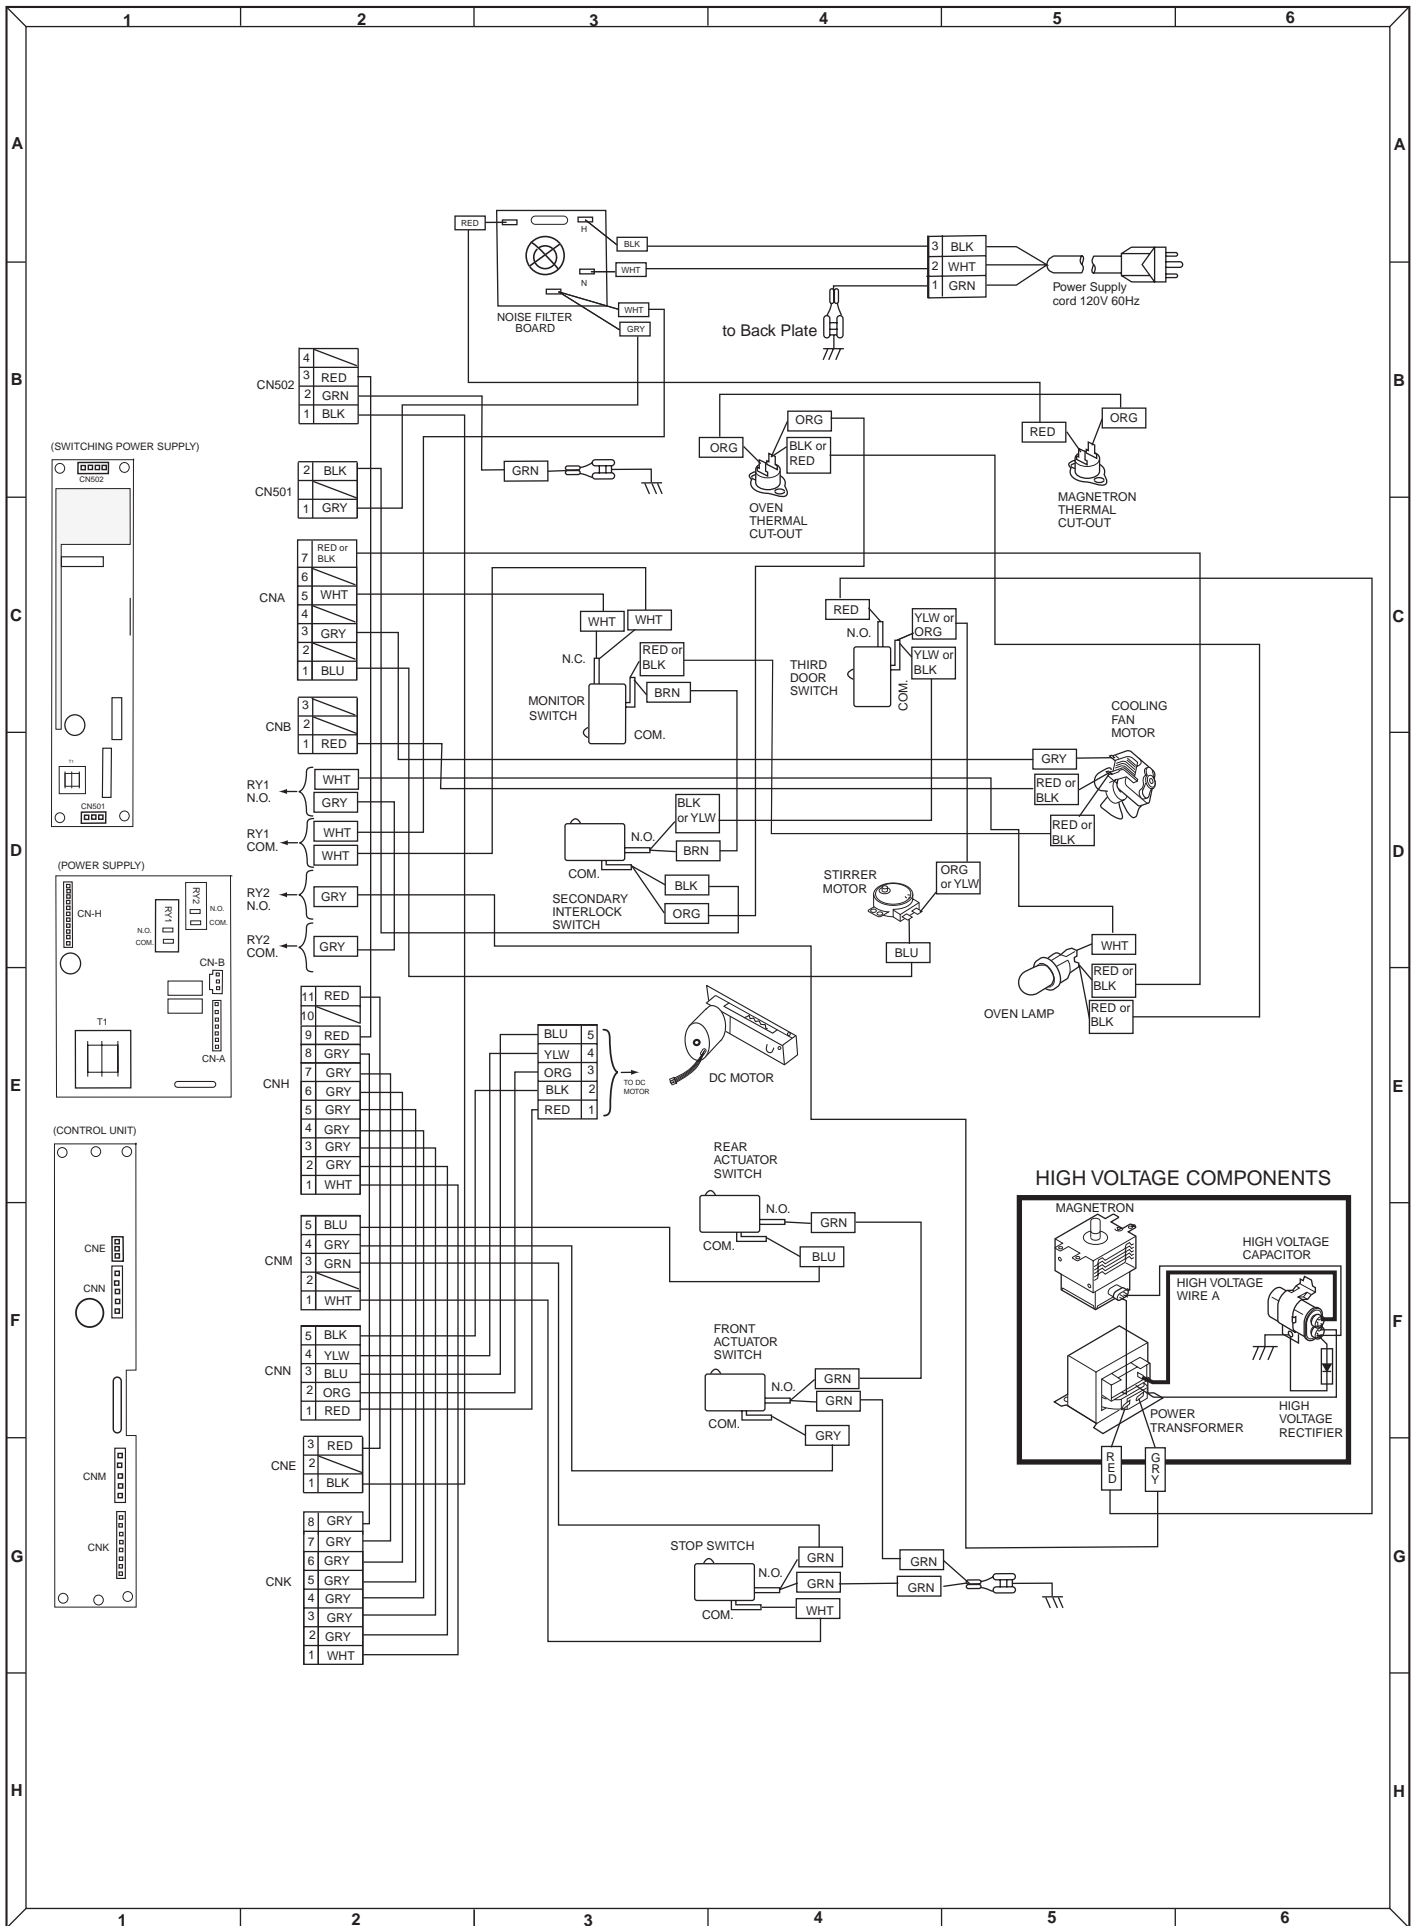 1 2 3 4 5 6
A A
RED
H
BLK
WHT
N
WHT
GRY
NOISE FILTER
BOARD
3 BLK
2 WHT
1 GRN
Power Supply
cord 120V 60Hz
to Back Plate
B B
CN502
4
3 RED
2 GRN
1 BLK
(SWITCHING POWER SUPPLY)
CN502
T1
CN501
CN501
2 BLK
1 GRY
GRN
ORG
ORG
BLK or
RED
OVEN
THERMAL
CUT-OUT
RED
ORG
MAGNETRON
THERMAL
CUT-OUT
C C
CNA
7 RED or
BLK
6
5 WHT
4
3 GRY
2
1 BLU
WHT
WHT
N.C.
RED or
BLK
BRN
MONITOR
SWITCH
COM.
RED
N.O.
YLW or
ORG
YLW or
BLK
THIRD
DOOR
SWITCH
COM.
COOLING
FAN
MOTOR
CNB
3
2
1 RED
GRY
RED or
BLK
RED or
BLK
D D
RY1
N.O.
WHT
GRY
RY1
COM.
WHT
WHT
RY2
N.O.
GRY
RY2
COM.
GRY
BLK
or YLW
N.O.
BRN
COM.
BLK
ORG
SECONDARY
INTERLOCK
SWITCH
STIRRER
MOTOR
ORG
or YLW
BLU
WHT
RED or
BLK
RED or
BLK
OVEN LAMP
(POWER SUPPLY)
CN-H
RY1
RY2
N.O.
COM.
N.O.
COM.
CN-B
T1
CN-A
E E
CNH
11 RED
10
9 RED
8 GRY
7 GRY
6 GRY
5 GRY
4 GRY
3 GRY
2 GRY
1 WHT
BLU 5
YLW 4
ORG 3
BLK 2
RED 1
TO DC
MOTOR
DC MOTOR
(CONTROL UNIT)
CNE
CNN
CNM
CNK
REAR
ACTUATOR
SWITCH
N.O.
GRN
COM.
BLU
F F
CNM
5 BLU
4 GRY
3 GRN
2
1 WHT
CNN
5 BLK
4 YLW
3 BLU
2 ORG
1 RED
FRONT
ACTUATOR
SWITCH
N.O.
GRN
GRN
COM.
GRY
HIGH VOLTAGE COMPONENTS
MAGNETRON
HIGH VOLTAGE
CAPACITOR
HIGH VOLTAGE
WIRE A
POWER
TRANSFORMER
HIGH
VOLTAGE
RECTIFIER
RED
GRY
CNE
3 RED
2
1 BLK
G G
CNK
8 GRY
7 GRY
6 GRY
5 GRY
4 GRY
3 GRY
2 GRY
1 WHT
STOP SWITCH
GRN
N.O.
GRN
COM.
WHT
GRN
GRN
H H
1 2 3 4 5 6